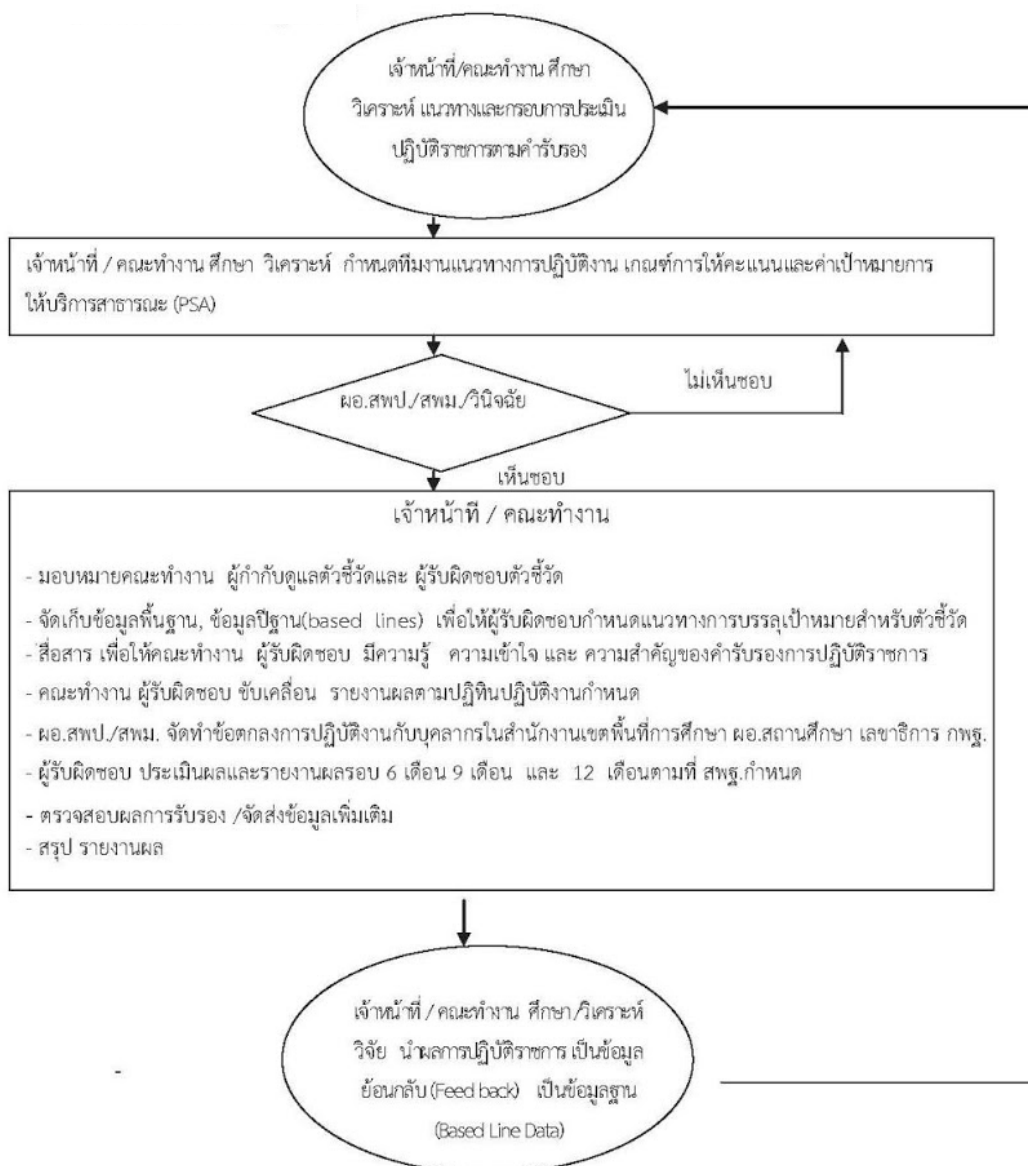 เจ้าหน้าที่/คณะทำงาน ศึกษา
วิเคราะห์ แนวทางและกรอบการประเมิน
ปฏิบัติราชการตามคำรับรอง
เจ้าหน้าที่ / คณะทำงาน ศึกษา วิเคราะห์ กำหนดทีมงานแนวทางการปฏิบัติงาน เกณฑ์การให้คะแนนและค่าเป้าหมายการ
ให้บริการสาธารณะ (PSA)
ผอ.สพป./สพม./วินิจฉัย
ไม่เห็นชอบ
เห็นชอบ
เจ้าหน้าที่ / คณะทำงาน
- มอบหมายคณะทำงาน ผู้กำกับดูแลตัวชี้วัดและ ผู้รับผิดชอบตัวชี้วัด
- จัดเก็บข้อมูลพื้นฐาน, ข้อมูลปีฐาน(based lines) เพื่อให้ผู้รับผิดชอบกำหนดแนวทางการบรรลุเป้าหมายสำหรับตัวชี้วัด
- สื่อสาร เพื่อให้คณะทำงาน ผู้รับผิดชอบ มีความรู้ ความเข้าใจ และ ความสำคัญของคำรับรองการปฏิบัติราชการ
- คณะทำงาน ผู้รับผิดชอบ ขับเคลื่อน รายงานผลตามปฏิทินปฏิบัติงานกำหนด
- ผอ.สพป./สพม. จัดทำข้อตกลงการปฏิบัติงานกับบุคลากรในสำนักงานเขตพื้นที่การศึกษา ผอ.สถานศึกษา เลขาธิการ กพฐ.
- ผู้รับผิดชอบ ประเมินผลและรายงานผลรอบ 6 เดือน 9 เดือน และ 12 เดือนตามที่ สพฐ.กำหนด
- ตรวจสอบผลการรับรอง /จัดส่งข้อมูลเพิ่มเติม
- สรุป รายงานผล
เจ้าหน้าที่ / คณะทำงาน ศึกษา /วิเคราะห์
วิจัย นำผลการปฏิบัติราชการ เป็นข้อมูล
ย้อนกลับ (Feed back) เป็นข้อมูลฐาน
(Based Line Data)